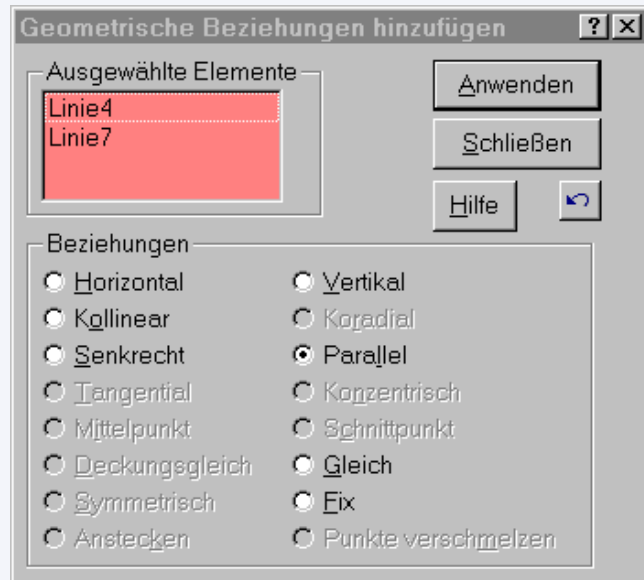 Geometrische Beziehungen hinzufügen
Ausgewählte Elemente
Linie4
Linie7
Anwenden
Schließen
Hilfe
Beziehungen
Horizontal
Vertikal
Kollinear
Koradial
Senkrecht
Parallel
Tangential
Konzentrisch
Mittelpunkt
Schnittpunkt
Deckungsgleich
Gleich
Symmetrisch
Fix
Anstecken
Punkte verschmelzen